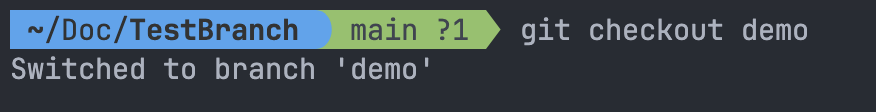 ~/Doc/TestBranch main ?1 git checkout demo
Switched to branch 'demo'